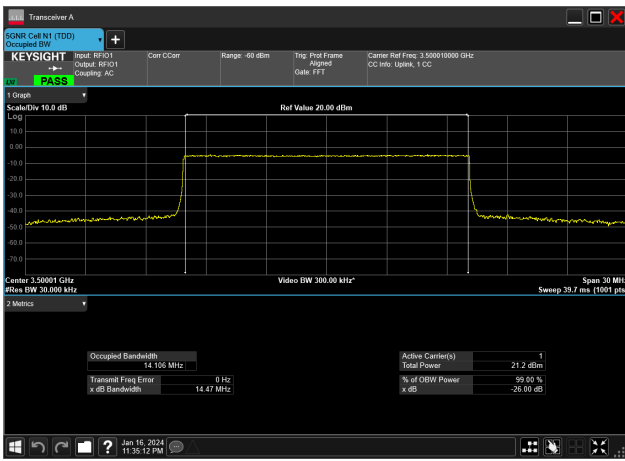 Transceiver A
5GNR Cell N1 (TDD)
Occupied BW
KEYSIGHT
Input: RFIO1
Output: RFIO1
Coupling: AC
Corr CCorr
Range: -60 dBm
Trig: Prot Frame
Aligned
Gate: FFT
Carrier Ref Freq: 3.500010000 GHz
CC Info: Uplink, 1 CC
PASS
1 Graph
Scale/Div 10.0 dB
Ref Value 20.00 dBm
Log
10.0
0.00
-10.0
-20.0
-30.0
-40.0
-50.0
-60.0
-70.0
Center 3.50001 GHz
Video BW 300.00 kHz*
Span 30 MHz
#Res BW 30.000 kHz
Sweep 39.7 ms (1001 pts
2 Metrics
Occupied Bandwidth
14.106 MHz
Transmit Freq Error 0 Hz
x dB Bandwidth 14.47 MHz
Active Carrier(s) 1
Total Power 21.2 dBm
% of OBW Power 99.00 %
x dB -26.00 dB
? Jan 16, 2024
11:35:12 PM